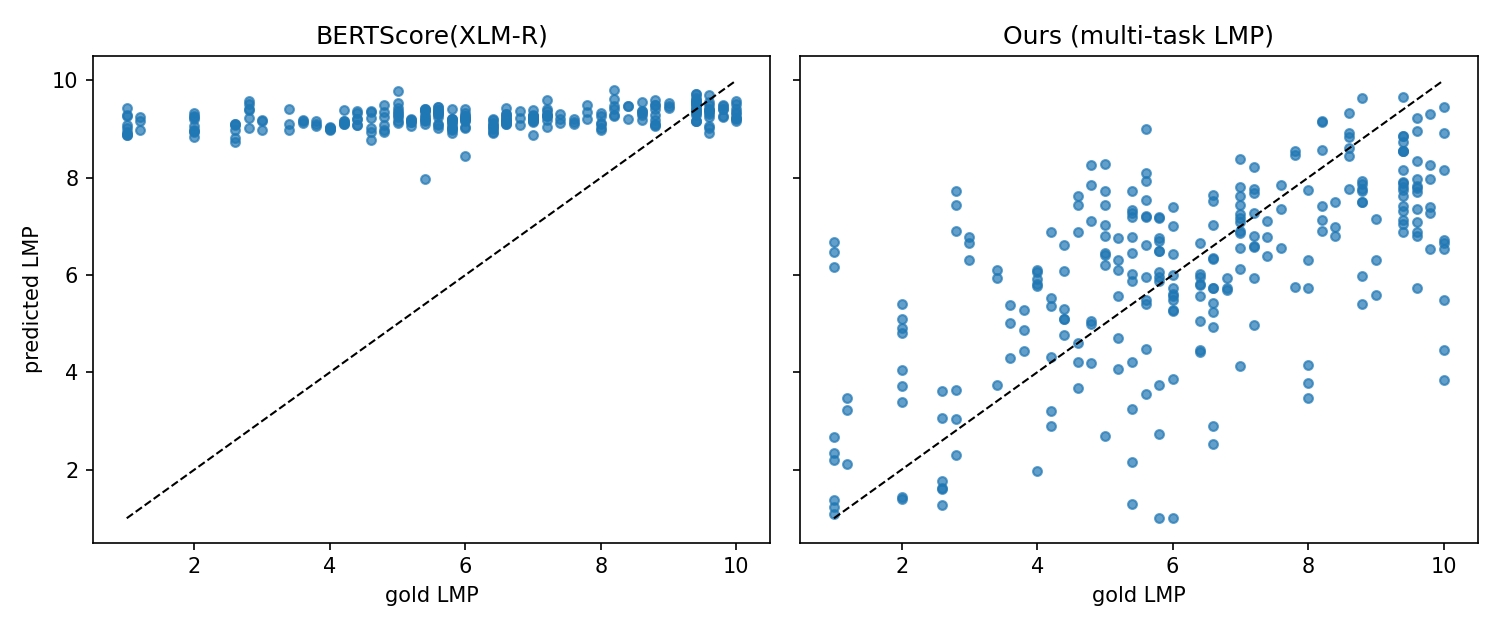 BERTScore(XLM-R)
Ours (multi-task LMP)
predicted LMP
10
8
6
4
2
2 4 6 8 10
2 4 6 8 10
gold LMP
gold LMP